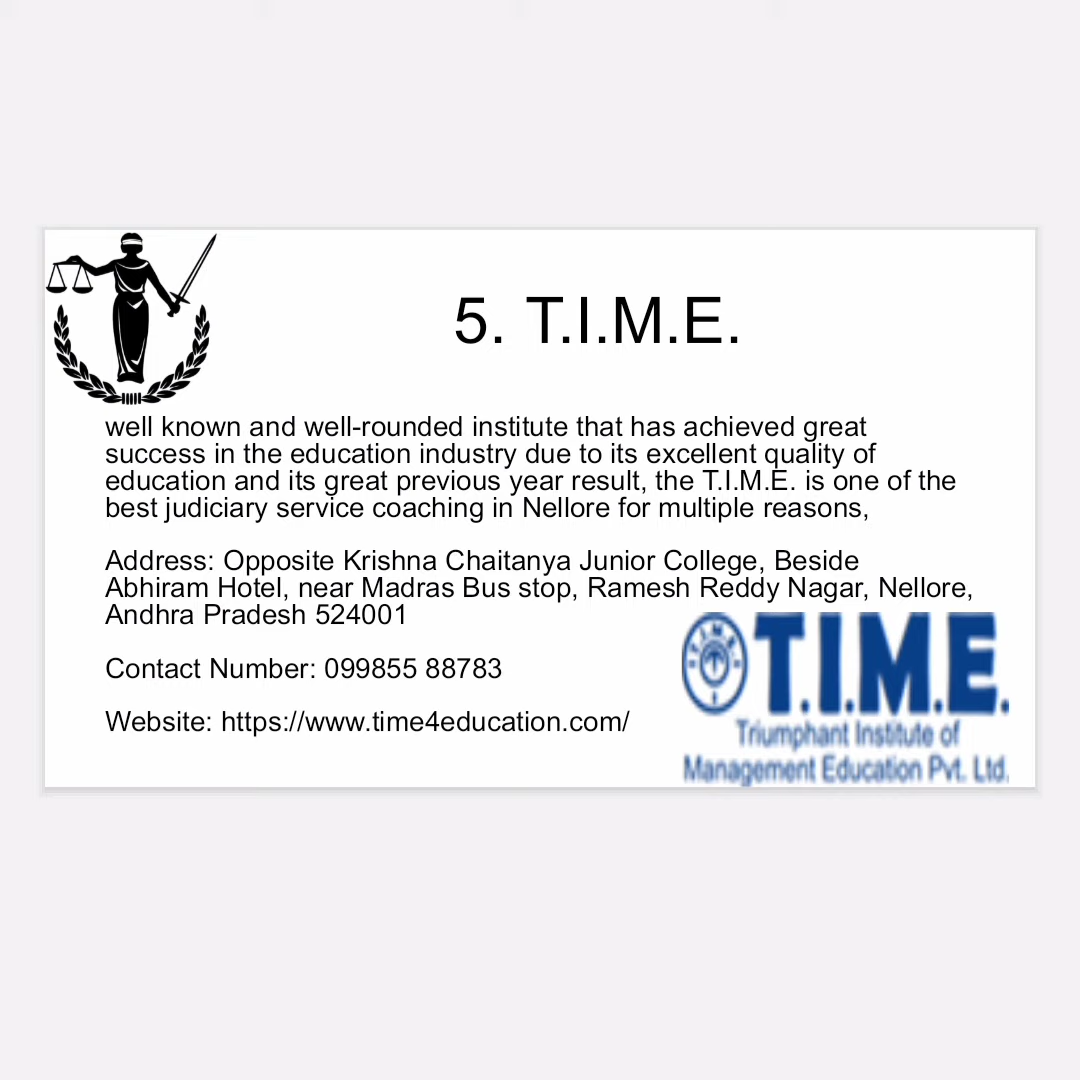 5. T.I.M.E.
well known and well-rounded institute that has achieved great
success in the education industry due to its excellent quality of
education and its great previous year result, the T.I.M.E. is one of the
best judiciary service coaching in Nellore for multiple reasons,
Address: Opposite Krishna Chaitanya Junior College, Beside
Abhiram Hotel, near Madras Bus stop, Ramesh Reddy Nagar, Nellore,
Andhra Pradesh 524001
Contact Number: 099855 88783
Website: https://www.time4education.com/
T.I.M.E.
T.I.M.E.
Triumphant Institute of
Management Education Pvt. Ltd.